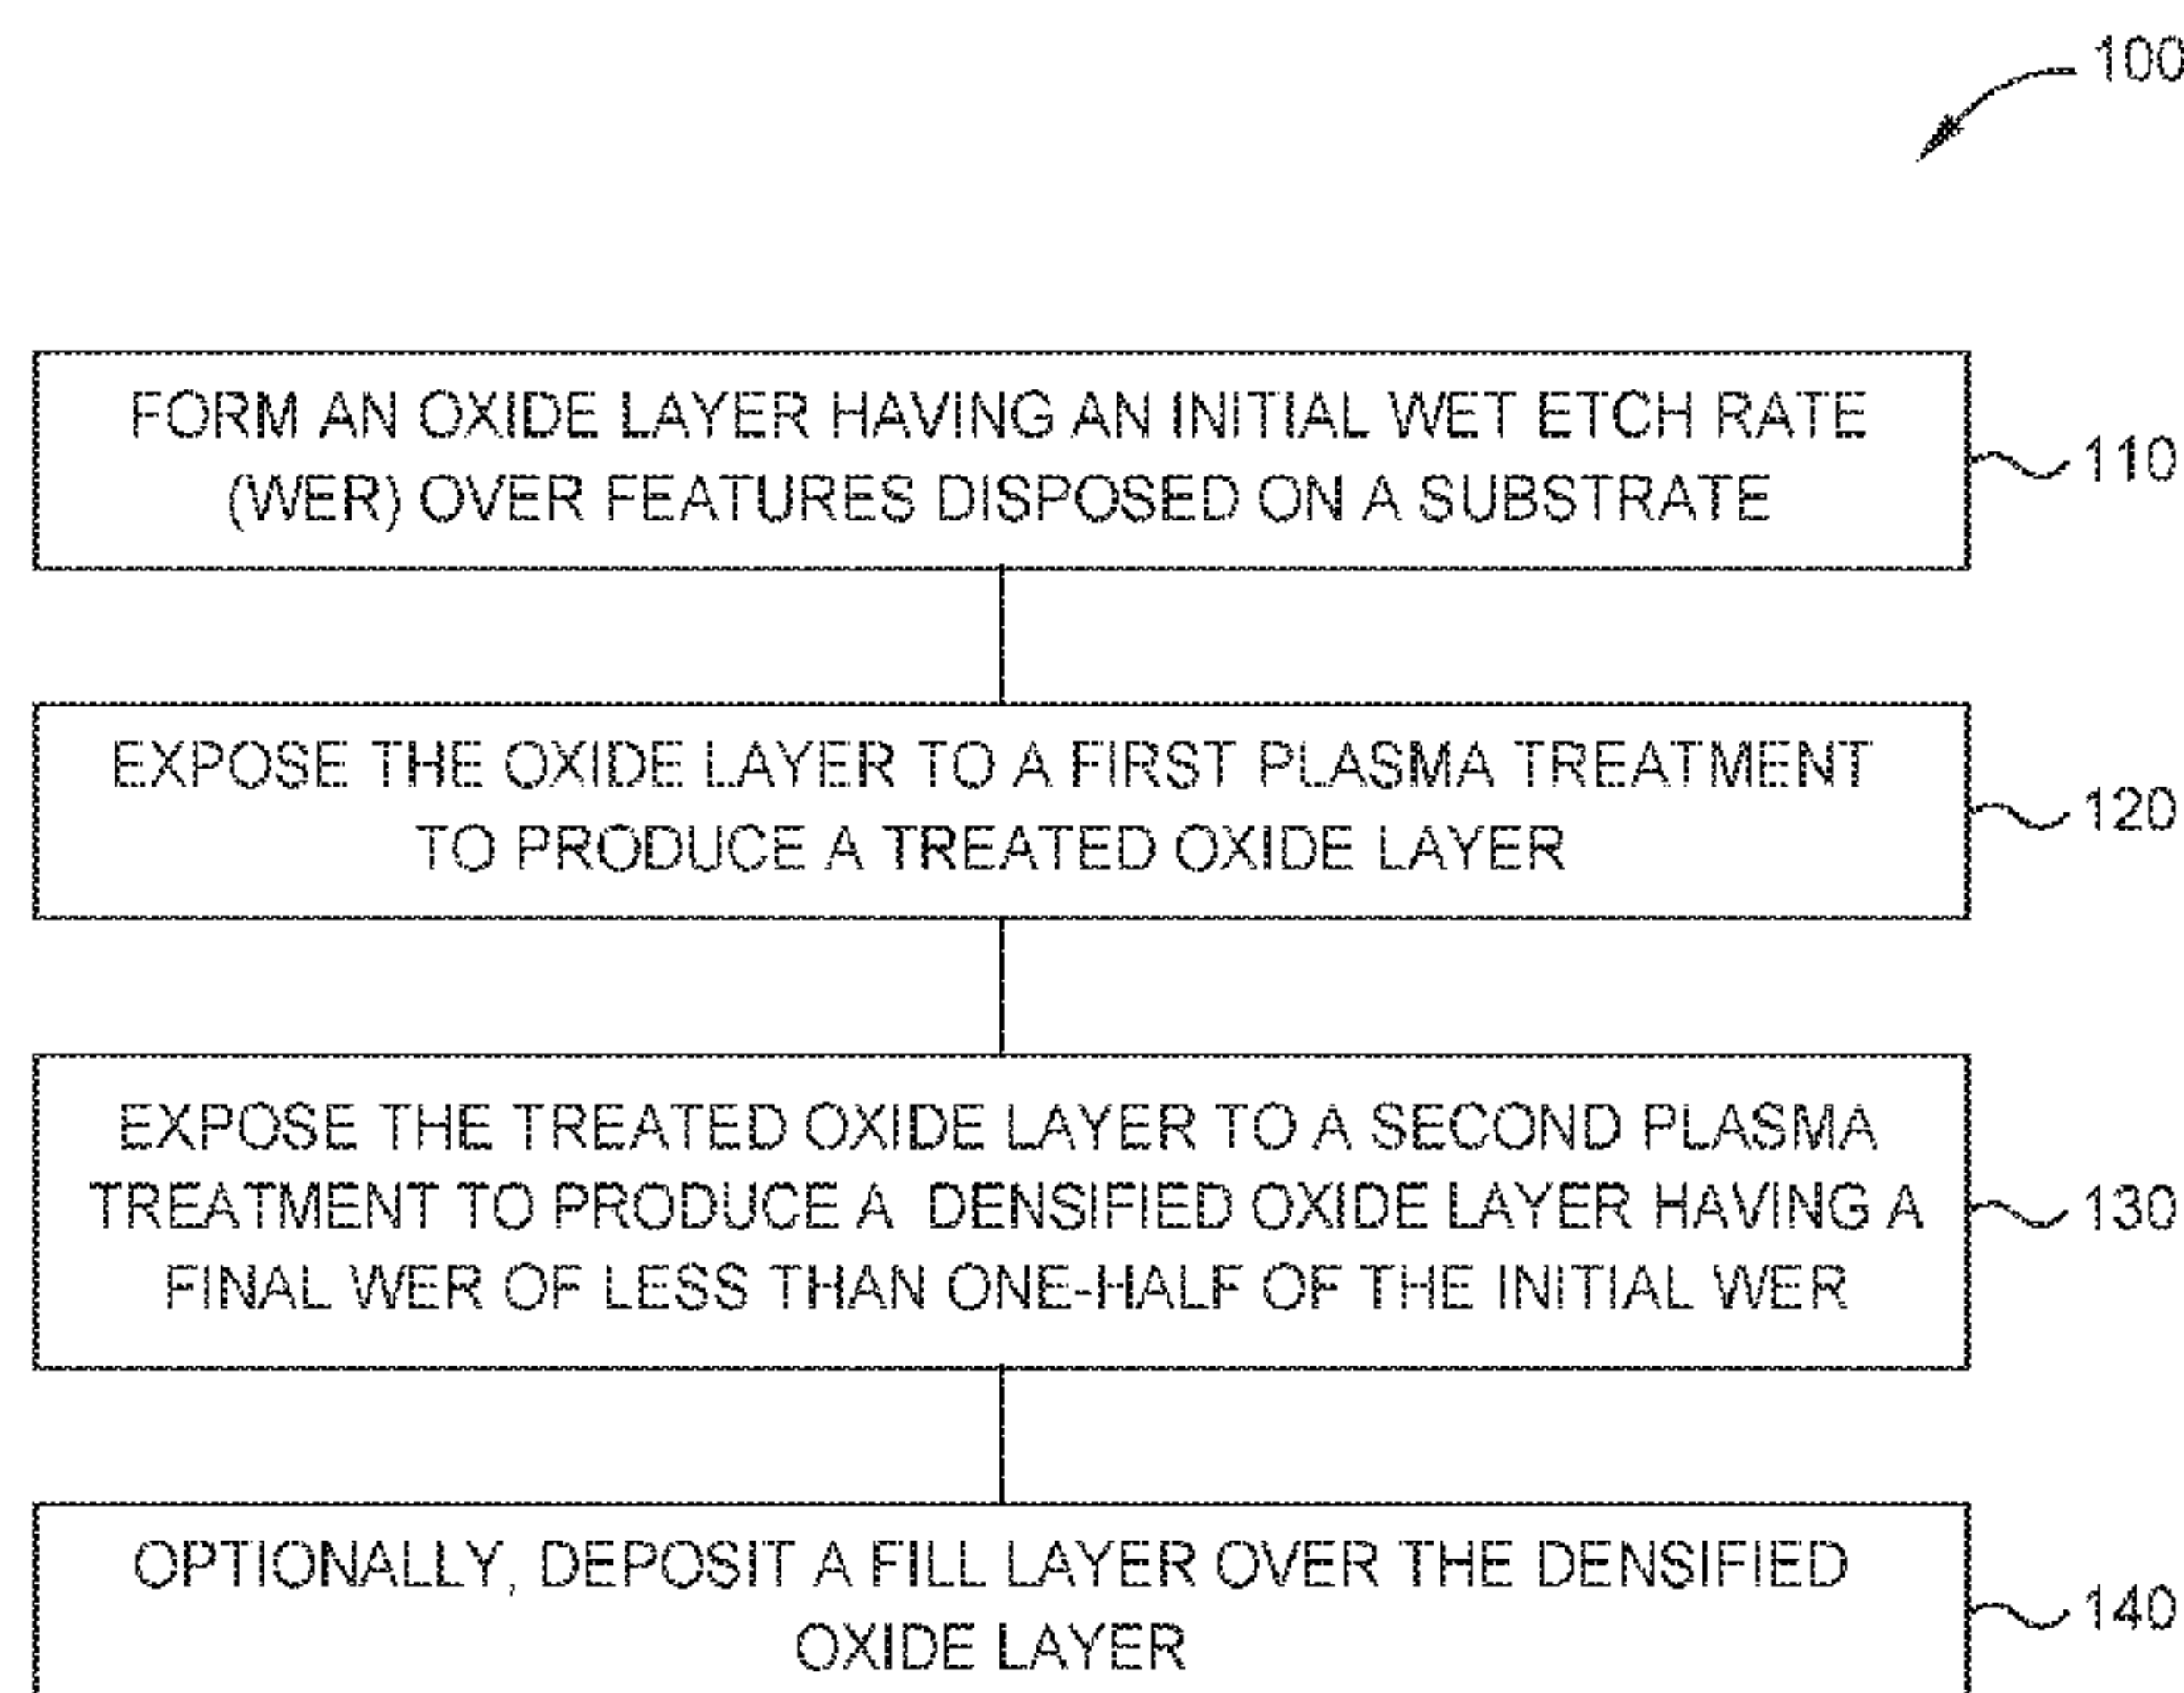 100
FORM AN OXIDE LAYER HAVING AN INITIAL WET ETCH RATE
(WER) OVER FEATURES DISPOSED ON A SUBSTRATE
110
EXPOSE THE OXIDE LAYER TO A FIRST PLASMA TREATMENT
TO PRODUCE A TREATED OXIDE LAYER
120
EXPOSE THE TREATED OXIDE LAYER TO A SECOND PLASMA
TREATMENT TO PRODUCE A DENSIFIED OXIDE LAYER HAVING A
FINAL WER OF LESS THAN ONE-HALF OF THE INITIAL WER
130
OPTIONALLY, DEPOSIT A FILL LAYER OVER THE DENSIFIED
OXIDE LAYER
140